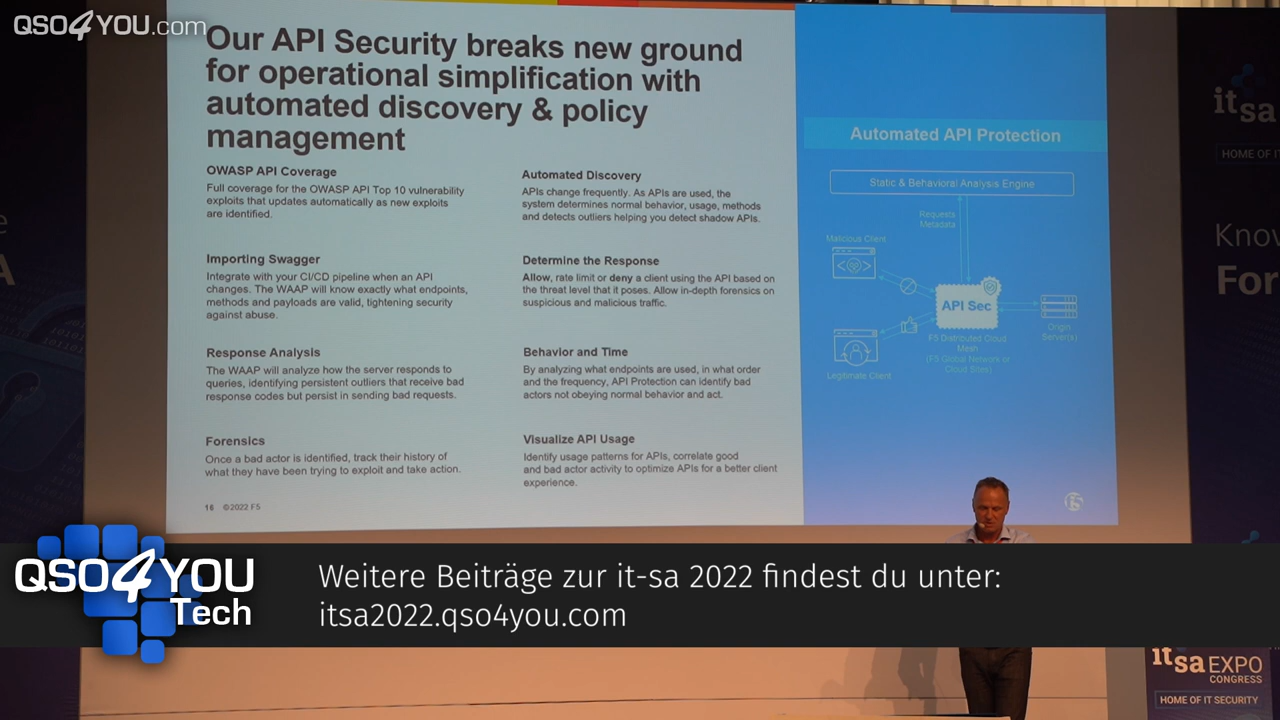 QSO4YOU.com
Our API Security breaks new ground
for operational simplification with
automated discovery & policy
management
OWASP API Coverage
Full coverage for the OWASP API Top 10 vulnerability
exploits that updates automatically as new exploits
are identified.
Importing Swagger
Integrate with your CI/CD pipeline when an API
changes. The WAAP will know exactly what endpoints,
methods and payloads are valid, tightening security
against abuse.
Response Analysis
The WAAP will analyze how the server responds to
queries, identifying persistent outliers that receive bad
response codes but persist in sending bad requests.
Forensics
Once a bad actor is identified, track their history of
what they have been trying to exploit and take action.
16 ©2022 F5
Automated Discovery
APIs change frequently. As APIs are used, the
system determines normal behavior, usage, methods
and detects outliers helping you detect shadow APIs.
Determine the Response
Allow, rate limit or deny a client using the API based on
the threat level that it poses. Allow in-depth forensics on
suspicious and malicious traffic.
Behavior and Time
By analyzing what endpoints are used, in what order
and the frequency, API Protection can identify bad
actors not obeying normal behavior and act.
Visualize API Usage
Identify usage patterns for APIs, correlate good
and bad actor activity to optimize APIs for a better client
experience.
Automated API Protection
Static & Behavioral Analysis Engine
Requests
Metadata
Malicious Client
API Sec
Origin
Server(s)
F5 Distributed Cloud
Mesh
(F5 Global Network or
Cloud Sites)
Legitimate Client
itsa
HOME OF IT
Know
For
QSO4YOU
Tech
Weitere Beiträge zur it-sa 2022 findest du unter:
itsa2022.qso4you.com
itsa EXPO
CONGRESS
HOME OF IT SECURITY